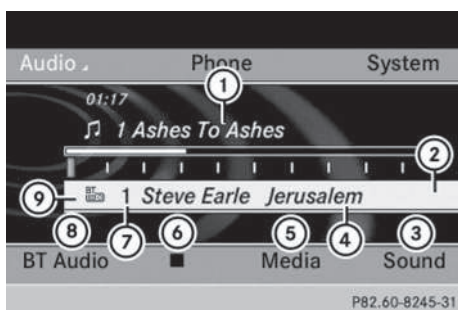 Audio Phone System
01:17
1
1 Ashes To Ashes
2
9 BT 1 Steve Earle Jerusalem
8 7 6 5 4 3
BT Audio Media Sound
P82.60-8245-31